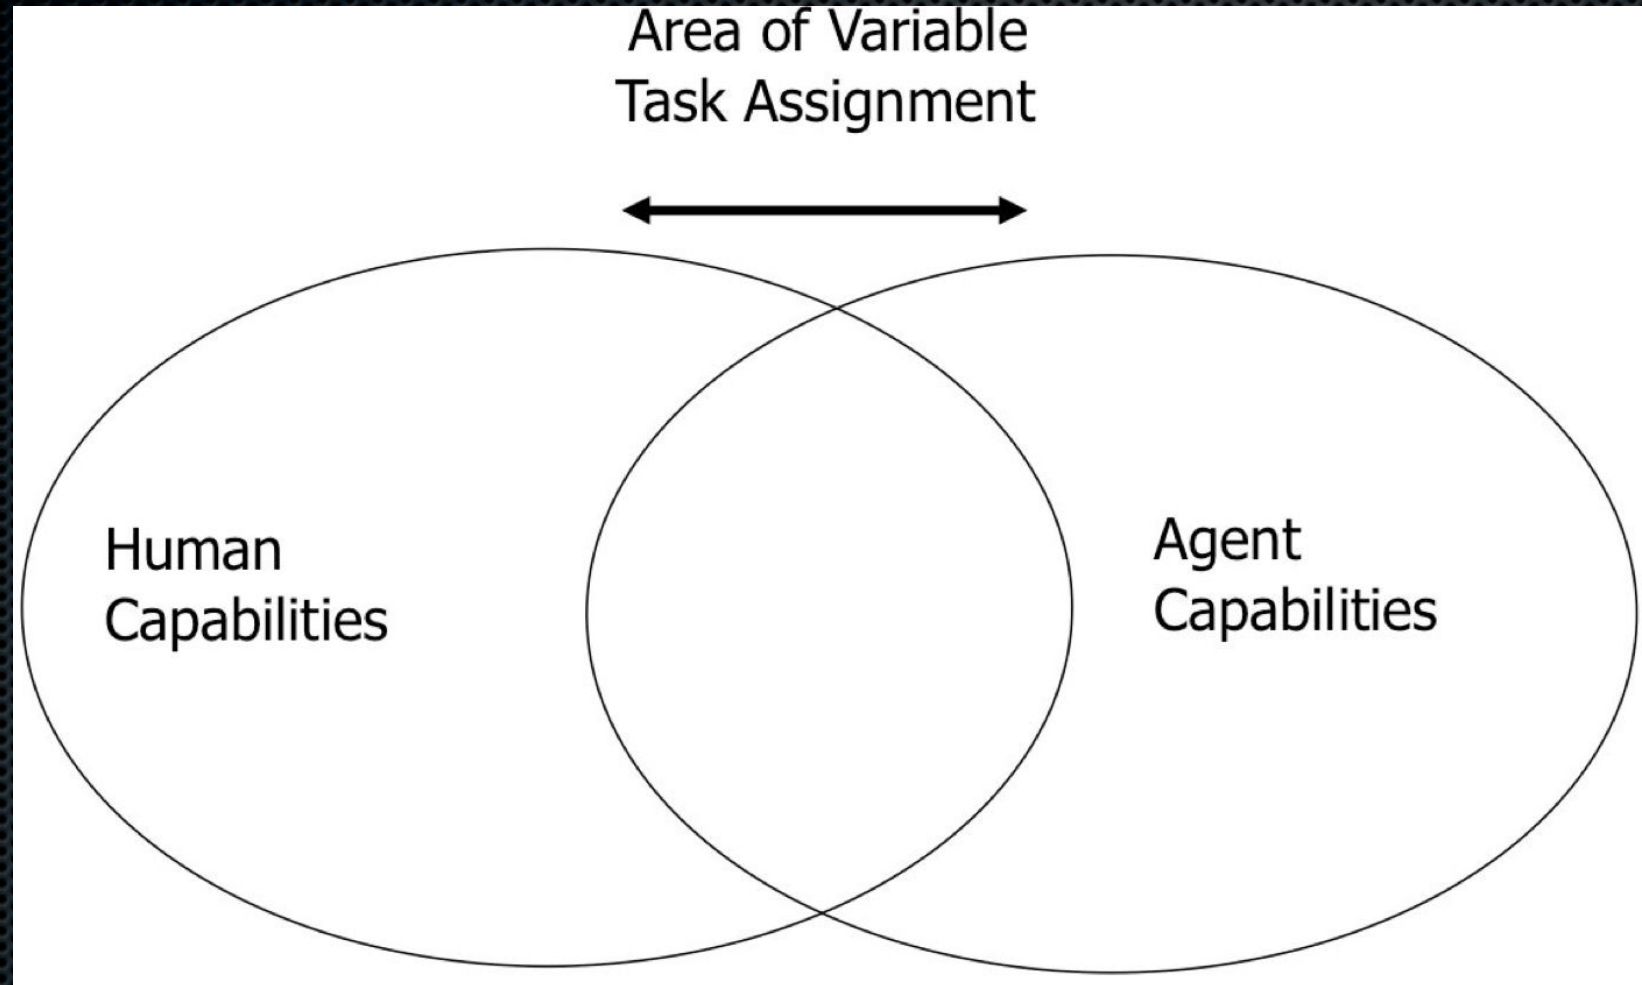 Area of Variable
Task Assignment
Human
Capabilities
Agent
Capabilities